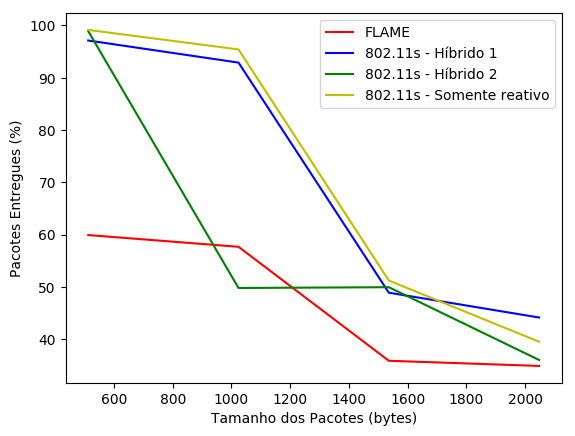 FLAME
802.11s - Híbrido 1
802.11s - Híbrido 2
802.11s - Somente reativo
Pacotes Entregues (%)
100
90
80
70
60
50
40
600 800 1000 1200 1400 1600 1800 2000
Tamanho dos Pacotes (bytes)